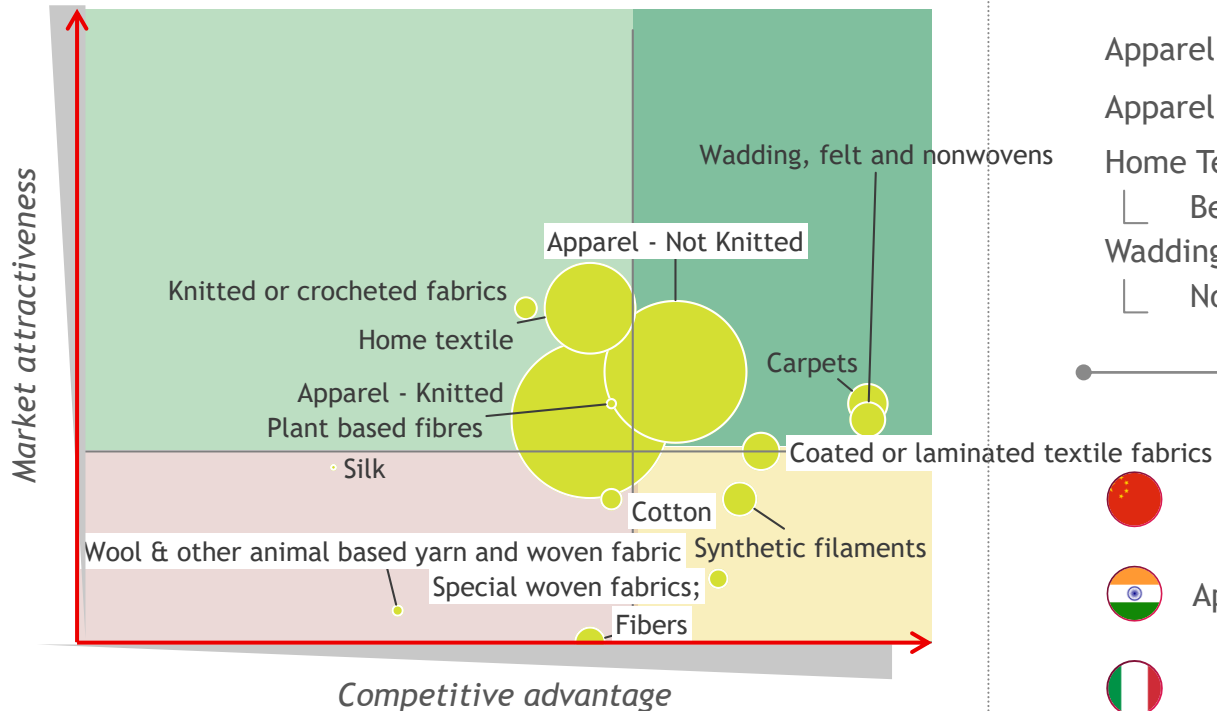 Market attractiveness
Wadding, felt and nonwovens
Apparel - Not Knitted
Knitted or crocheted fabrics
Home textile
Carpets
Apparel - Knitted
Plant based fibres
Coated or laminated textile fabrics
Silk
Cotton
Wool & other animal based yarn and woven fabric
Synthetic filaments
Special woven fabrics;
Fibers
Competitive advantage
Apparel
Apparel
Home Te
Be
Wadding
No
Ap